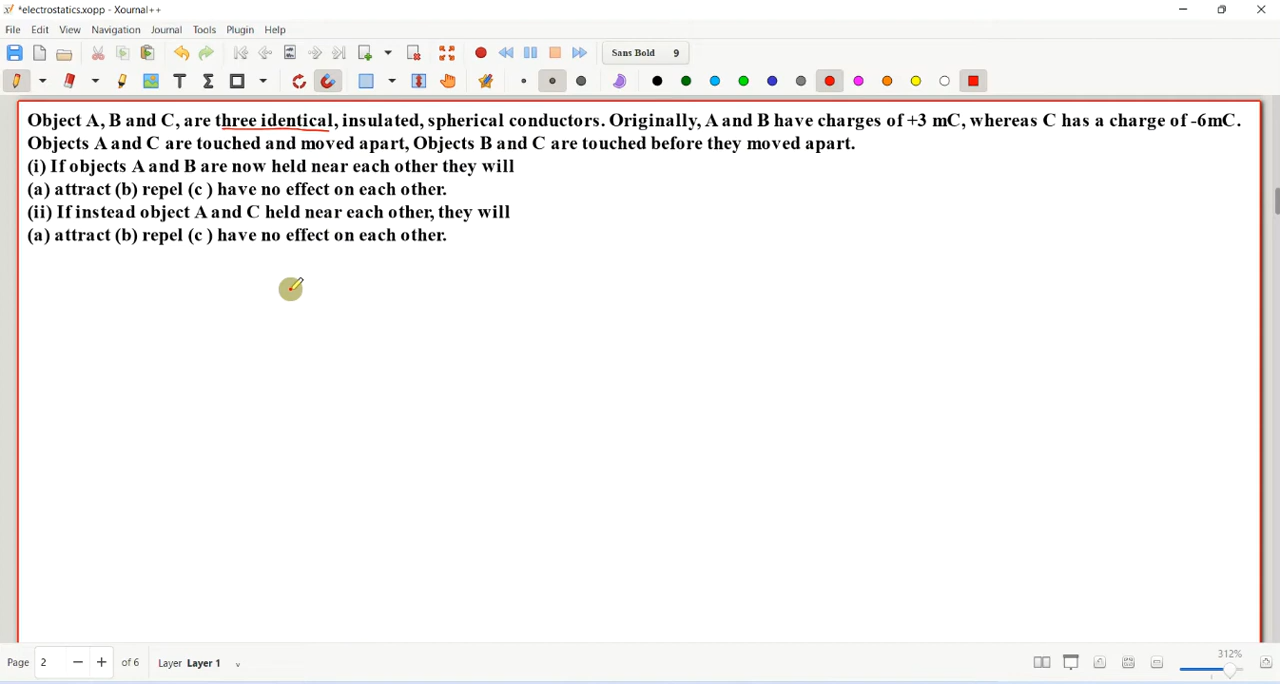 *electrostatics.xopp - Xournal++
File Edit View Navigation Journal Tools Plugin Help
Sans Bold 9
Object A, B and C, are three identical, insulated, spherical conductors. Originally, A and B have charges of +3 mC, whereas C has a charge of -6mC.
Objects A and C are touched and moved apart, Objects B and C are touched before they moved apart.
(i) If objects A and B are now held near each other they will
(a) attract (b) repel (c ) have no effect on each other.
(ii) If instead object A and C held near each other, they will
(a) attract (b) repel (c ) have no effect on each other.
Page 2 of 6 Layer Layer 1 312%